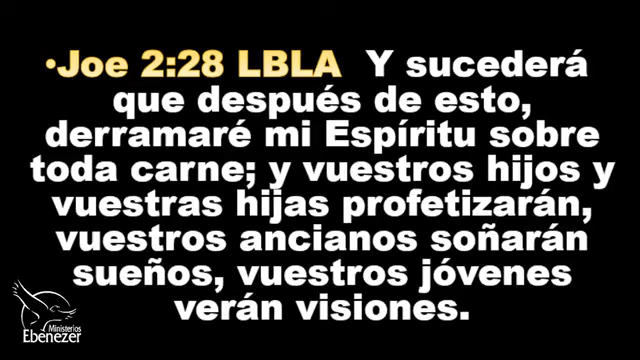 •Joe 2:28 LBLA Y sucederá
que después de esto,
derramaré mi Espíritu sobre
toda carne; y vuestros hijos y
vuestras hijas profetizarán,
vuestros ancianos soñarán
sueños, vuestros jóvenes
verán visiones.
Ministerios
Ebenezer